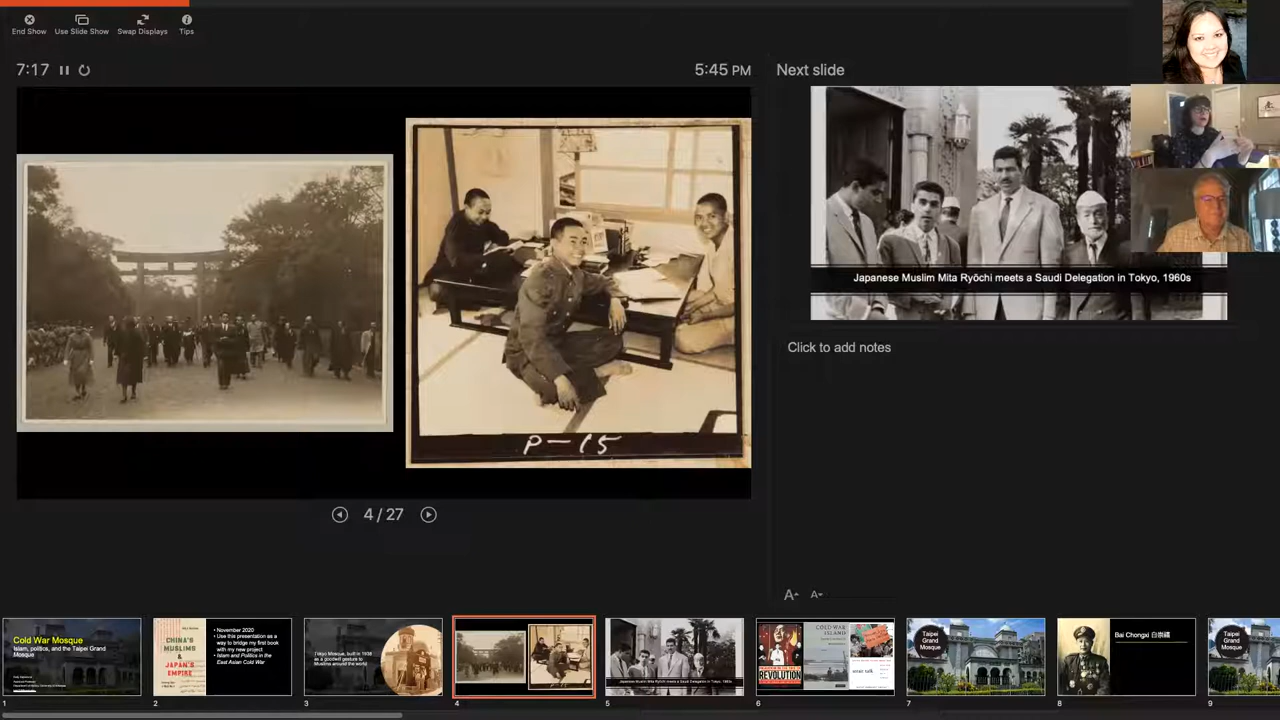 End Show
Use Slide Show
Swap Displays
Tips
7:17
5:45 PM
Next slide
Japanese Muslim Mita Ryōchi meets a Saudi Delegation in Tokyo, 1960s
P-15
Click to add notes
4 / 27
A
A
Cold War Mosque
Islam, politics, and the Taipei Grand
Mosque
CHINA'S
MUSLIMS
&
JAPAN'S
EMPIRE
• November 2020
• Use this presentation as a
way to bridge my first book
with my new project
• Islam and Politics in the
East Asian Cold War
Tokyo Mosque, built in 1938
as a goodwill gesture to
Muslims around the world
P-15
Japanese Muslim Mita Ryōchi meets a Saudi Delegation in Tokyo, 1960s
REVOLUTION
COLD WAR
ISLAND
Taipei
Grand
Mosque
Bai Chongxi 白崇禧
Taipei
Grand
Mosque
1
2
3
4
5
6
7
8
9